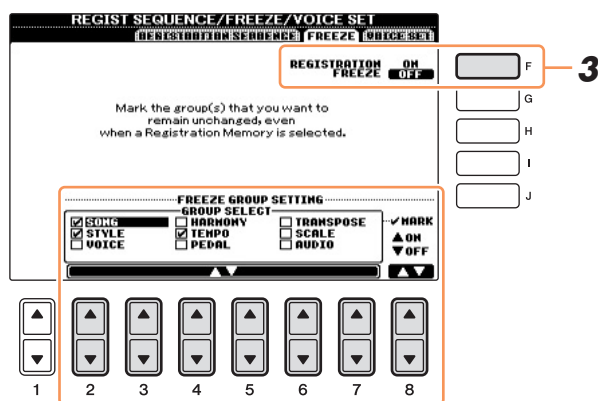 REGIST SEQUENCE/FREEZE/VOICE SET
REGISTRATION SEQUENCE FREEZE VOICE SET
REGISTRATION FREEZE ON OFF
F
3
G
Mark the group(s) that you want to
remain unchanged, even
when a Registration Memory is selected.
H
I
J
FREEZE GROUP SETTING
GROUP SELECT
SONG HARMONY TRANSPOSE
STYLE TEMPO SCALE
VOICE PEDAL AUDIO
MARK
▲ON
▼OFF
1 2 3 4 5 6 7 8